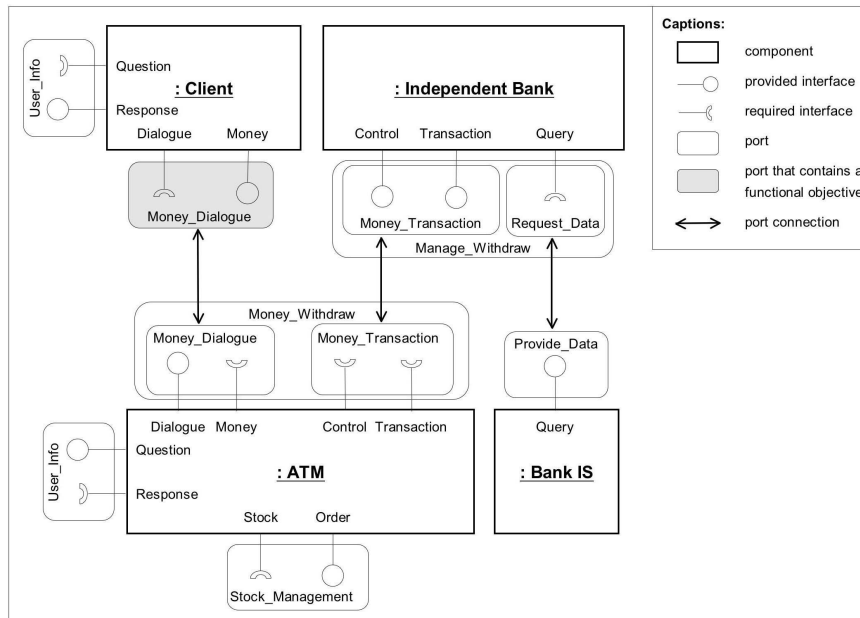 Captions:
component
provided interface
required interface
port
port that contains a
functional objective
port connection
User_Info
Question
Response
: Client
Dialogue
Money
Money_Dialogue
: Independent Bank
Control
Transaction
Query
Money_Transaction
Request_Data
Manage_Withdraw
Money_Withdraw
Money_Dialogue
Money_Transaction
Provide_Data
Dialogue
Money
Control
Transaction
User_Info
Question
Response
: ATM
Stock
Order
Stock_Management
Query
: Bank IS